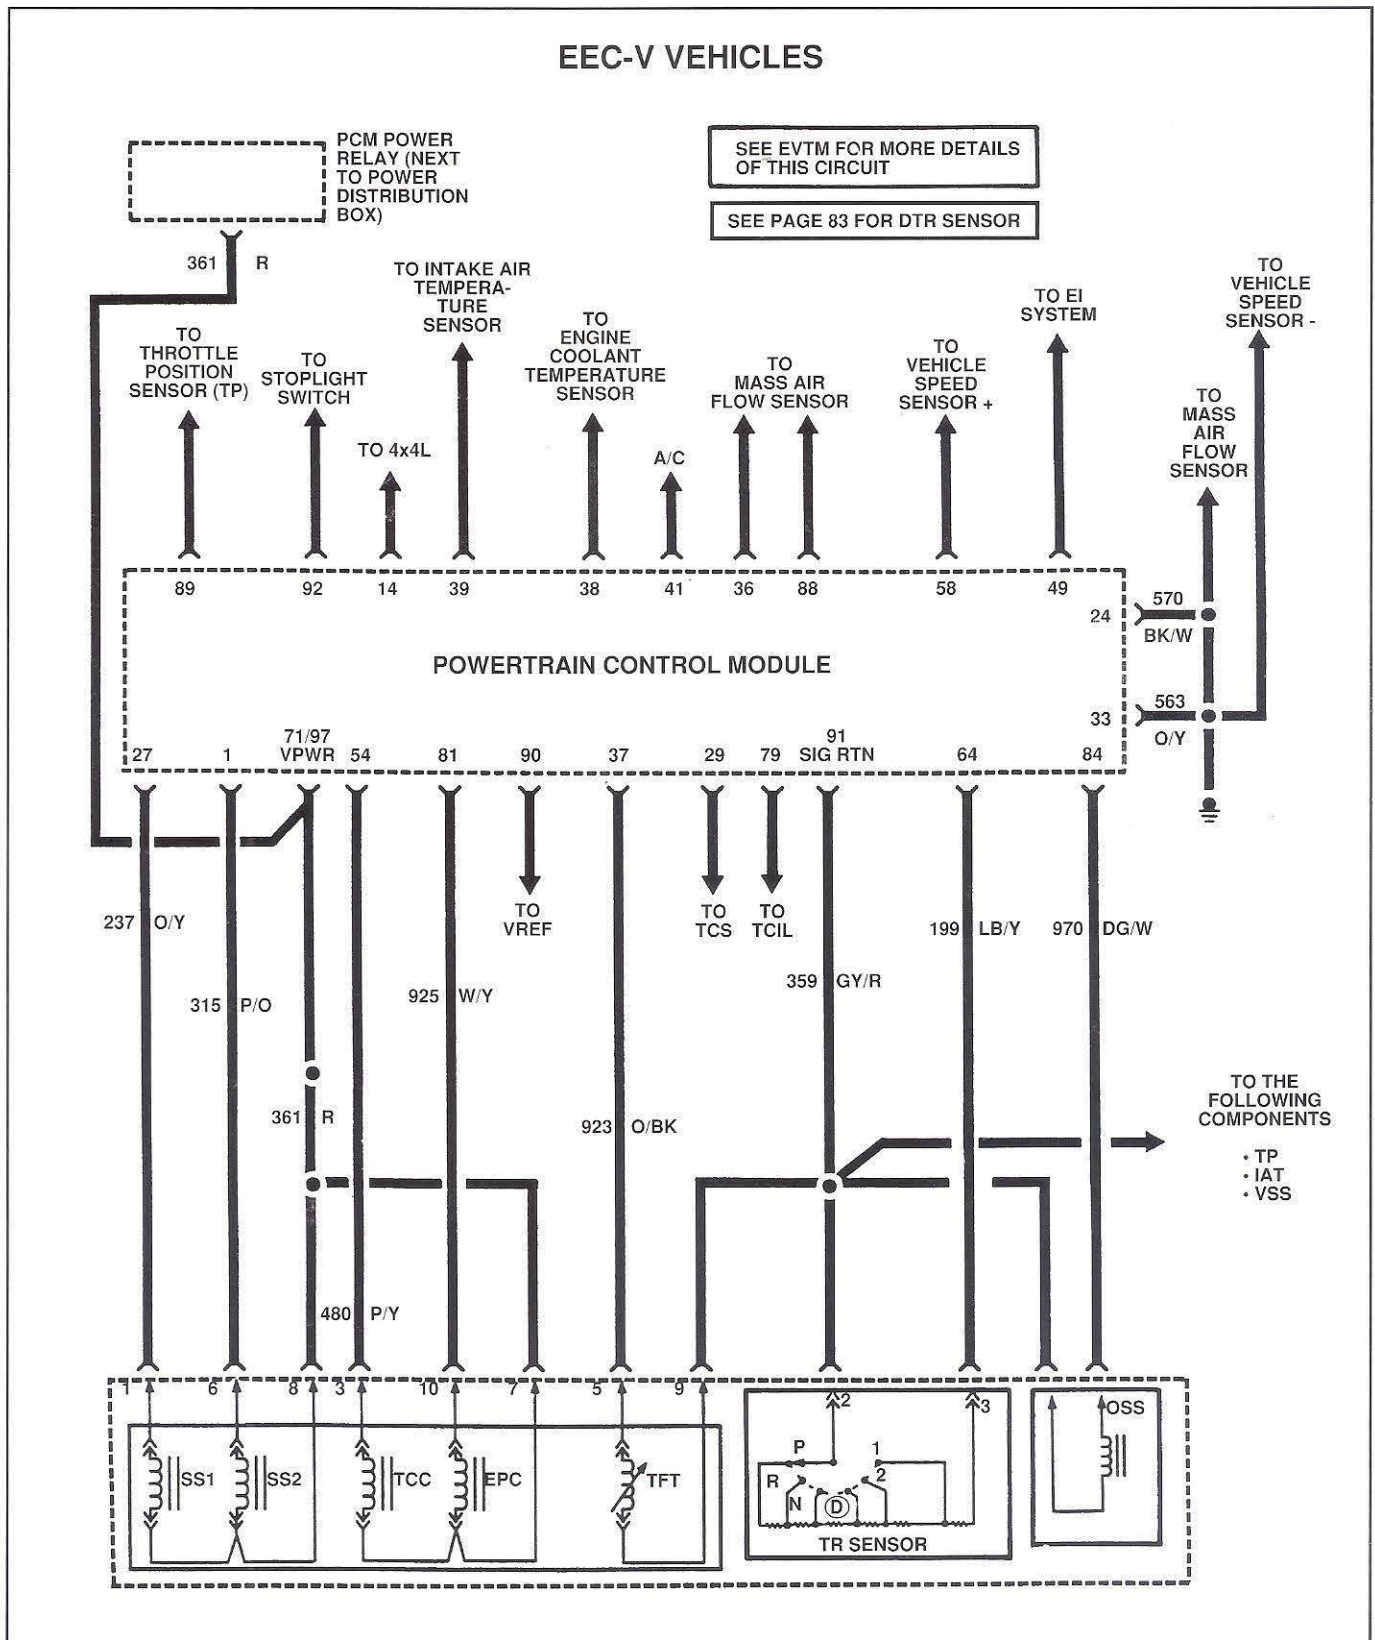 EEC-V VEHICLES
PCM POWER
RELAY (NEXT
TO POWER
DISTRIBUTION
BOX)
SEE EVTM FOR MORE DETAILS
OF THIS CIRCUIT
SEE PAGE 83 FOR DTR SENSOR
361 R
TO
THROTTLE
POSITION
SENSOR (TP)
TO
STOPLIGHT
SWITCH
TO 4x4L
TO INTAKE AIR
TEMPERA-
TURE
SENSOR
TO
ENGINE
COOLANT
TEMPERATURE
SENSOR
A/C
TO
MASS AIR
FLOW SENSOR
TO
VEHICLE
SPEED
SENSOR +
TO EI
SYSTEM
TO
VEHICLE
SPEED
SENSOR -
TO
MASS
AIR
FLOW
SENSOR
89 92 14 39 38 41 36 88 58 49
24
570
BK/W
POWERTRAIN CONTROL MODULE
33
563
O/Y
27 1 71/97 54 81 90 37 29 79 91 64 84
VPWR SIG RTN
TO
VREF
TO
TCS
TO
TCIL
237 O/Y
315 P/O
925 W/Y
359 GY/R
199 LB/Y
970 DG/W
361 R
923 O/BK
480 P/Y
TO THE
FOLLOWING
COMPONENTS
• TP
• IAT
• VSS
1 6 8 3 10 7 5 9
2 3
OSS
SS1 SS2 TCC EPC TFT
P 1
R 2
N D
TR SENSOR